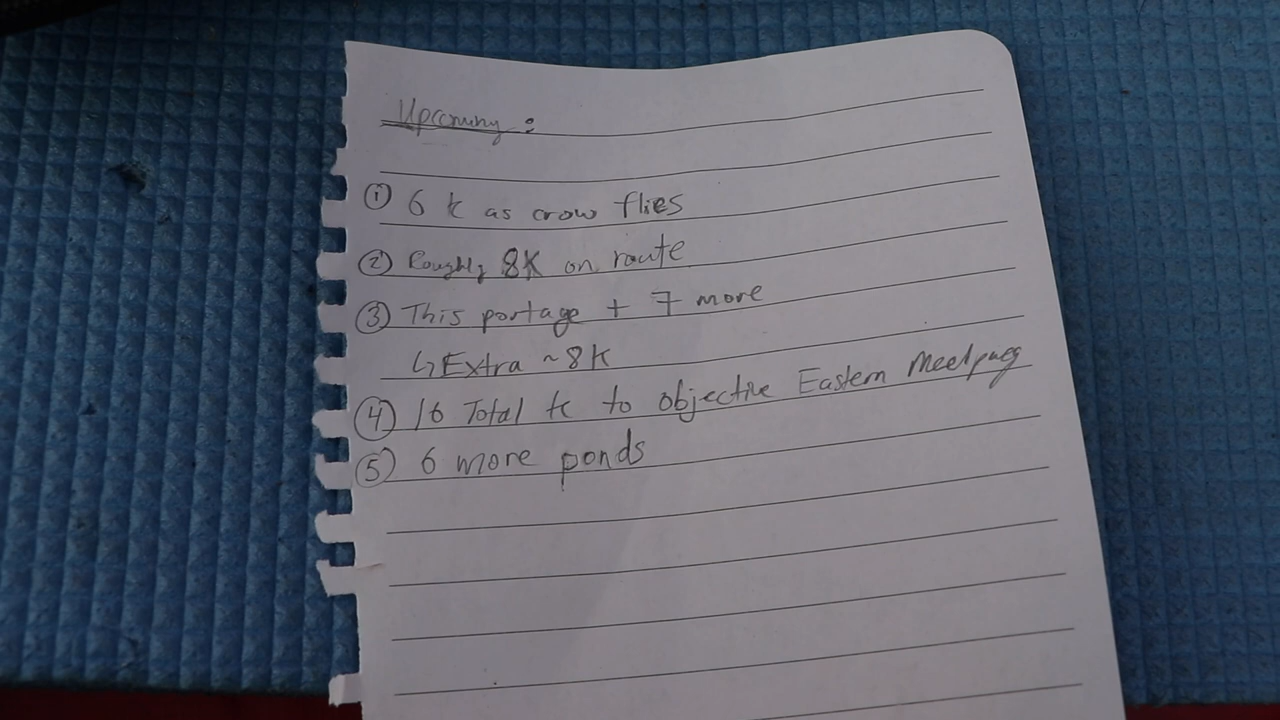 Upcoming:
① 6 K as crow flies
② Roughly 8K on route
③ This portage + 7 more
↳ Extra ~8K
④ 16 Total K to objective Eastern Meelpaeg
⑤ 6 more ponds